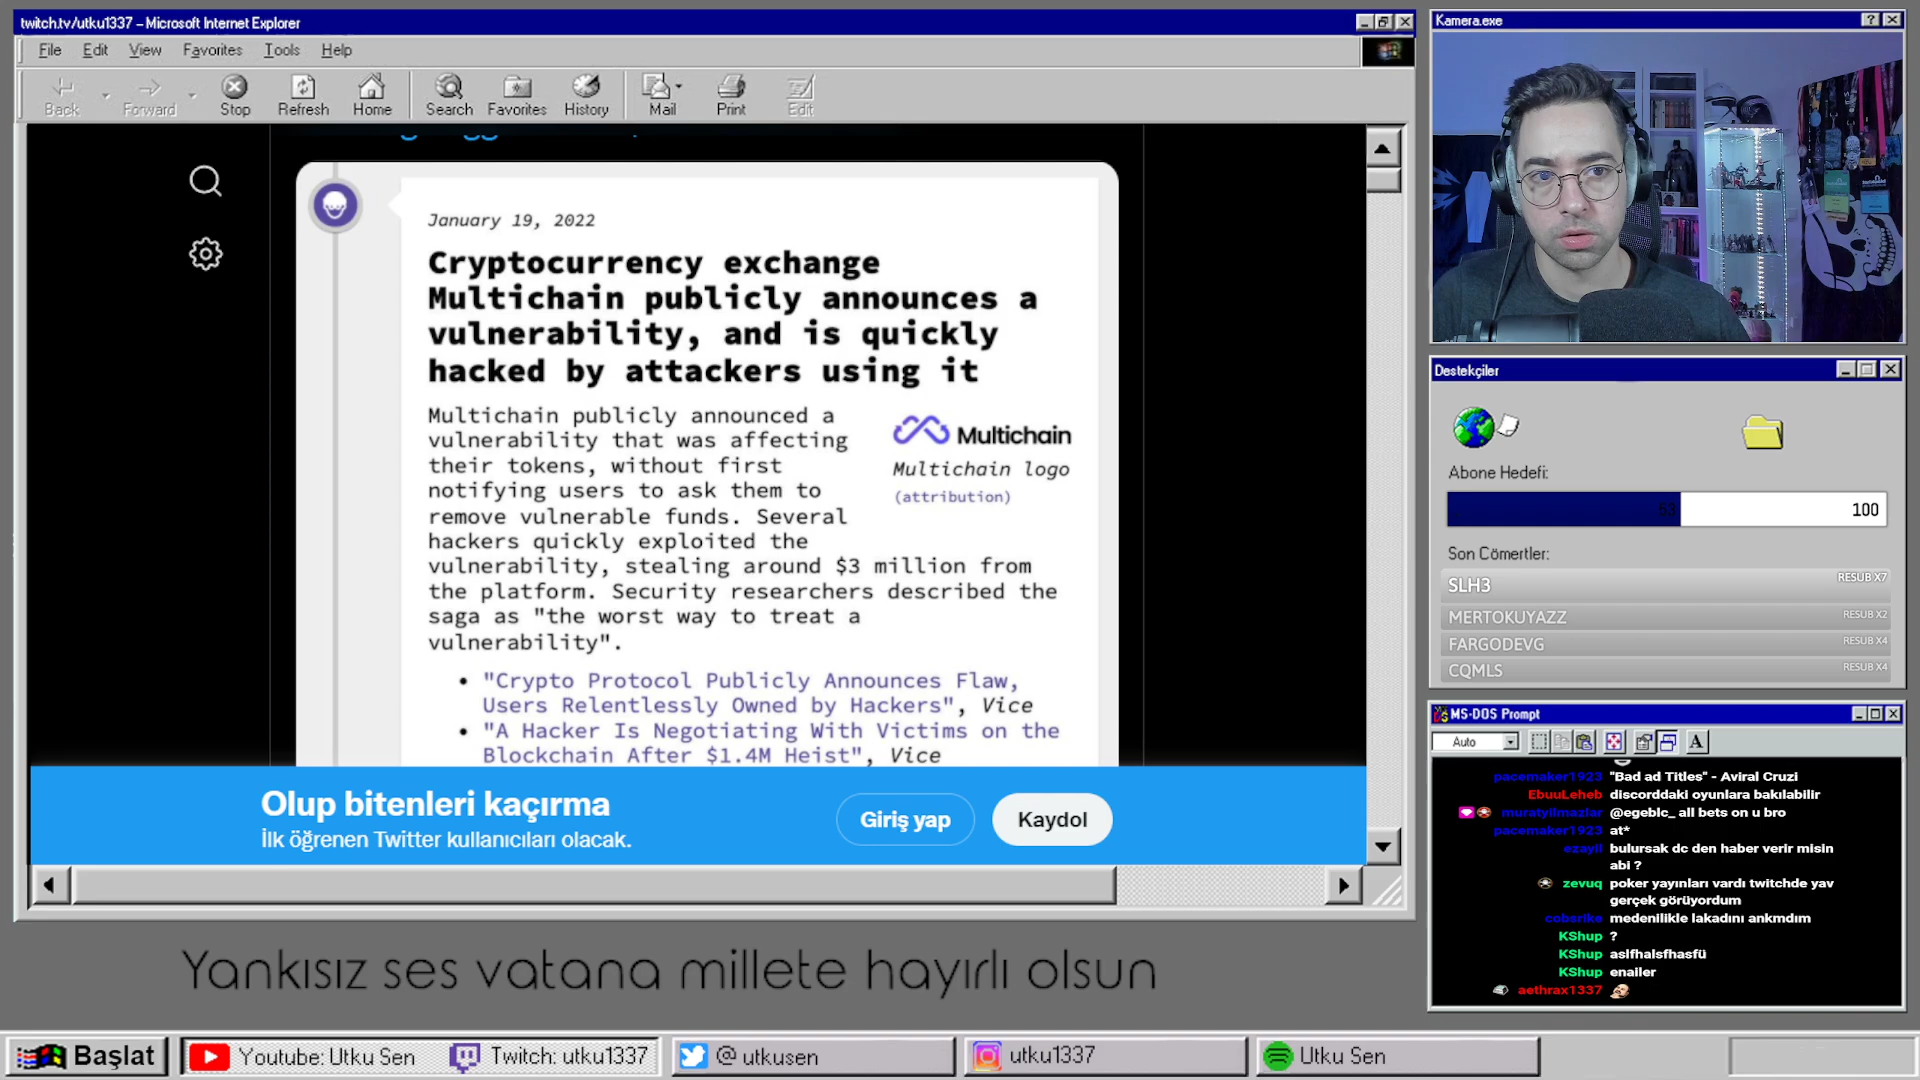 twitch.tv/utku1337 – Microsoft Internet Explorer
File Edit View Favorites Tools Help
Back Forward Stop Refresh Home Search Favorites History Mail Print Edit
January 19, 2022
Cryptocurrency exchange
Multichain publicly announces a
vulnerability, and is quickly
hacked by attackers using it
Multichain publicly announced a
vulnerability that was affecting
their tokens, without first
notifying users to ask them to
remove vulnerable funds. Several
hackers quickly exploited the
vulnerability, stealing around $3 million from
the platform. Security researchers described the
saga as "the worst way to treat a
vulnerability".
Multichain
Multichain logo
(attribution)
• "Crypto Protocol Publicly Announces Flaw,
Users Relentlessly Owned by Hackers", Vice
• "A Hacker Is Negotiating With Victims on the
Blockchain After $1.4M Heist", Vice
Olup bitenleri kaçırma
İlk öğrenen Twitter kullanıcıları olacak.
Giriş yap
Kaydol
Yankısız ses vatana millete hayırlı olsun
Kamera.exe
Destekçiler
Abone Hedefi:
53 100
Son Cömertler:
SLH3 RESUB X7
MERTOKUYAZZ RESUB X2
FARGODEVG RESUB X4
CQMLS RESUB X4
MS-DOS Prompt
Auto
A
pacemaker1923 "Bad ad Titles" - Aviral Cruzi
EbuuLeheb discorddaki oyunlara bakılabilir
muratyilmazlar @egeblc_ all bets on u bro
pacemaker1923 at*
ezayii bulursak dc den haber verir misin
abi ?
zevuq poker yayınları vardı twitchde yav
gerçek görüyordum
cobsrike medenilikle lakadını ankmdım
KShup ?
KShup aslfhalsfhasfü
KShup enailer
aethrax1337
Başlat
Youtube: Utku Sen
Twitch: utku1337
@utkusen
utku1337
Utku Sen